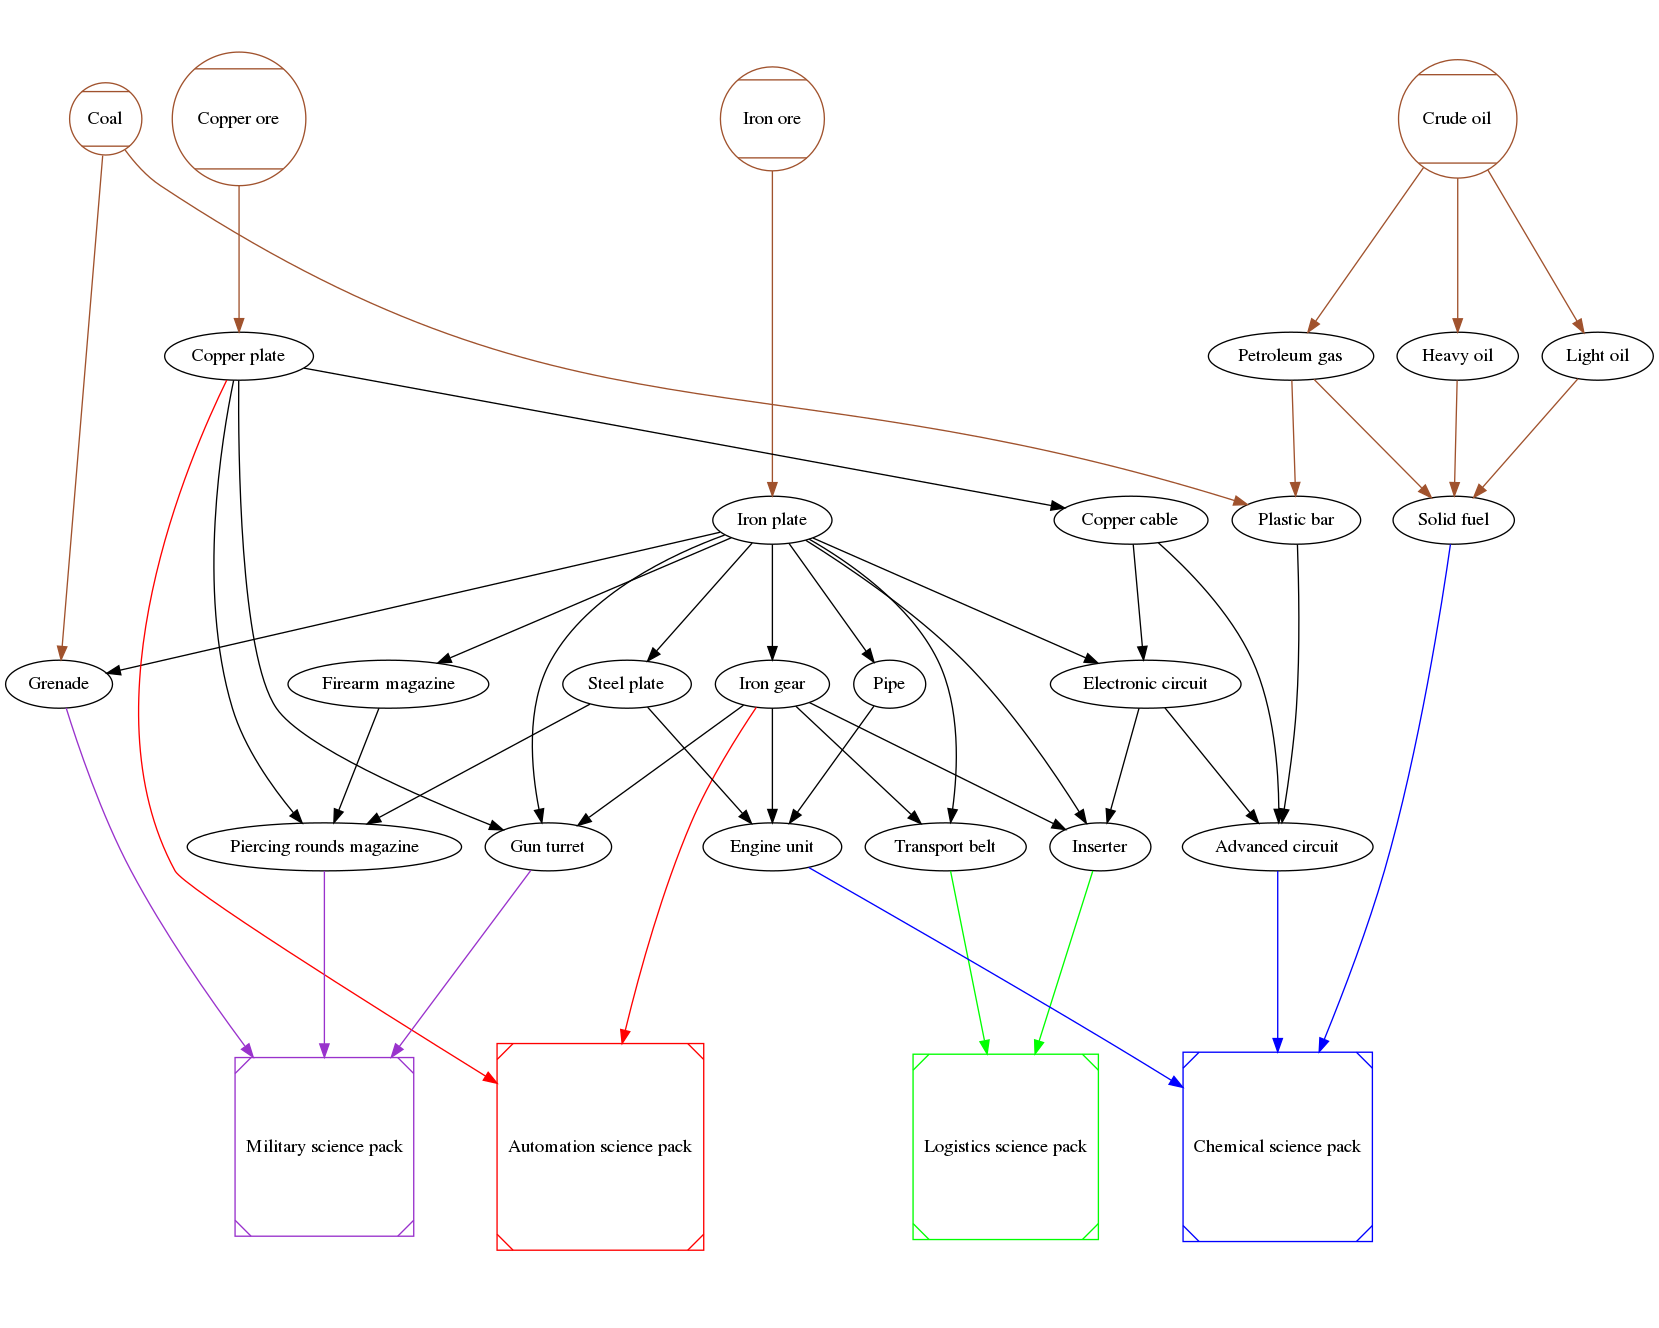 Coal
Copper ore
Iron ore
Crude oil
Copper plate
Petroleum gas
Heavy oil
Light oil
Iron plate
Copper cable
Plastic bar
Solid fuel
Grenade
Firearm magazine
Steel plate
Iron gear
Pipe
Electronic circuit
Piercing rounds magazine
Gun turret
Engine unit
Transport belt
Inserter
Advanced circuit
Military science pack
Automation science pack
Logistics science pack
Chemical science pack